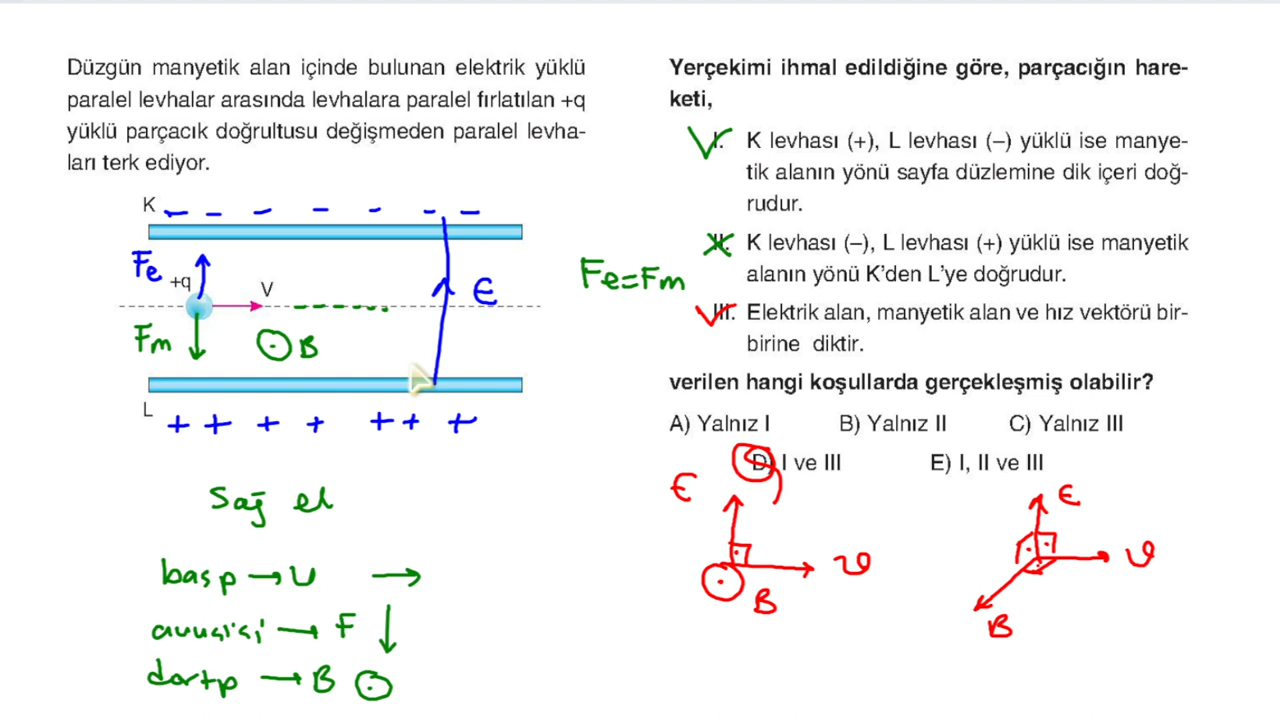 Düzgün manyetik alan içinde bulunan elektrik yüklü
paralel levhalar arasında levhalara paralel fırlatılan +q
yüklü parçacık doğrultusu değişmeden paralel levha-
ları terk ediyor.
K
- - - - - - -
Fe
+q
V
E
Fm
B
L
+ + + + + + +
Sağ el
basp → v →
avuçiçi → F ↓
dörtp → B ⊙
Yerçekimi ihmal edildiğine göre, parçacığın hare-
keti,
I. K levhası (+), L levhası (–) yüklü ise manye-
tik alanın yönü sayfa düzlemine dik içeri doğ-
rudur.
II. K levhası (–), L levhası (+) yüklü ise manyetik
alanın yönü K'den L'ye doğrudur.
Fe=Fm
III. Elektrik alan, manyetik alan ve hız vektörü bir-
birine diktir.
verilen hangi koşullarda gerçekleşmiş olabilir?
A) Yalnız I B) Yalnız II C) Yalnız III
D) I ve III E) I, II ve III
E
v
B
E
v
B